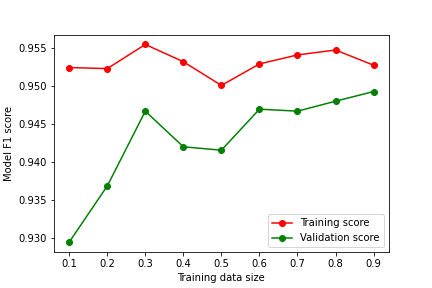 0.955
0.950
0.945
0.940
0.935
0.930
Model F1 score
Training score
Validation score
0.1 0.2 0.3 0.4 0.5 0.6 0.7 0.8 0.9
Training data size